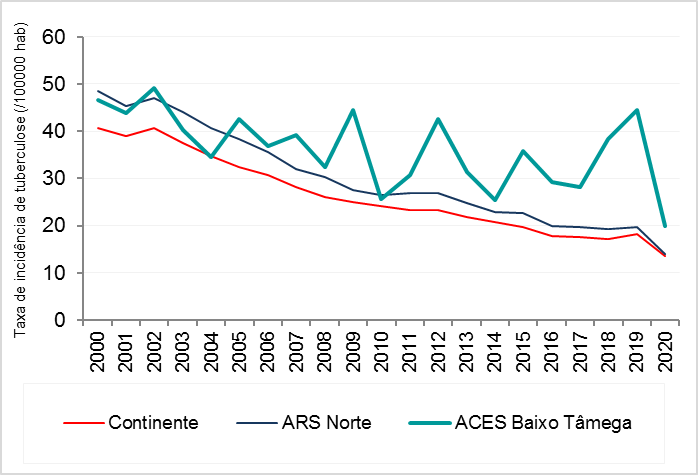 Taxa de incidência de tuberculose (/100000 hab)
60
50
40
30
20
10
0
2000 2001 2002 2003 2004 2005 2006 2007 2008 2009 2010 2011 2012 2013 2014 2015 2016 2017 2018 2019 2020
Continente ARS Norte ACES Baixo Tâmega